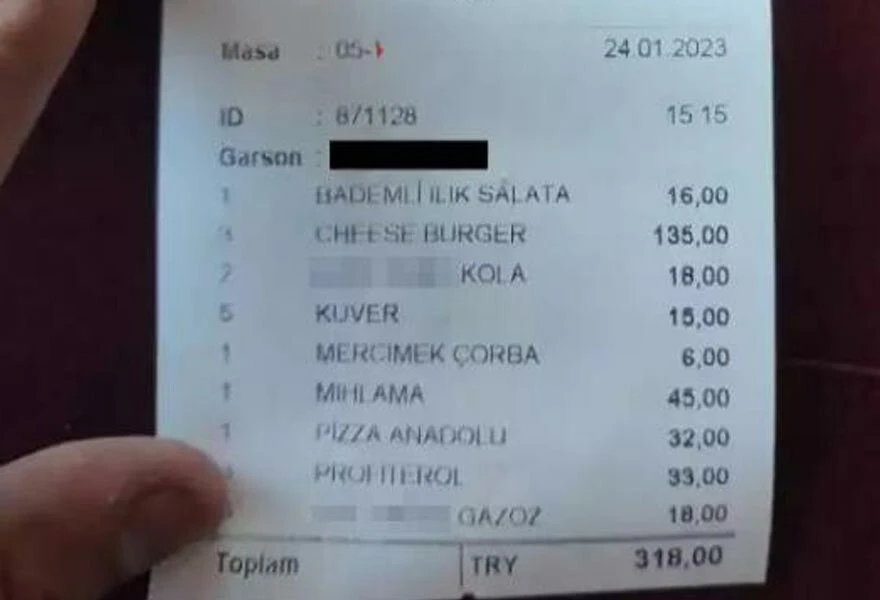 Masa : 05- 24.01.2023
ID : 871128 15:15
Garson :
1 BADEMLİ ILIK SALATA 16,00
3 CHEESE BURGER 135,00
2 KOLA 18,00
5 KUVER 15,00
1 MERCİMEK ÇORBA 6,00
1 MIHLAMA 45,00
1 PİZZA ANADOLU 32,00
PROFITEROL 33,00
GAZOZ 18,00
Toplam TRY 318,00